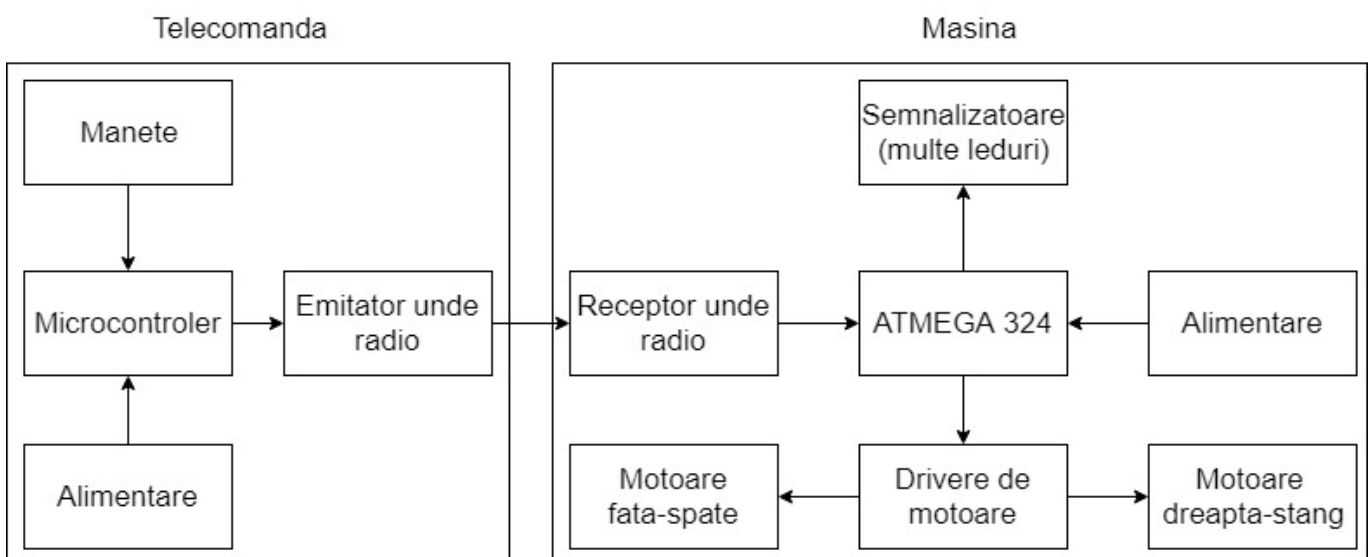 Telecomanda
Masina
Manete
Semnalizatoare
(multe leduri)
Microcontroler
Emitator unde
radio
Receptor unde
radio
ATMEGA 324
Alimentare
Alimentare
Motoare
fata-spate
Drivere de
motoare
Motoare
dreapta-stang